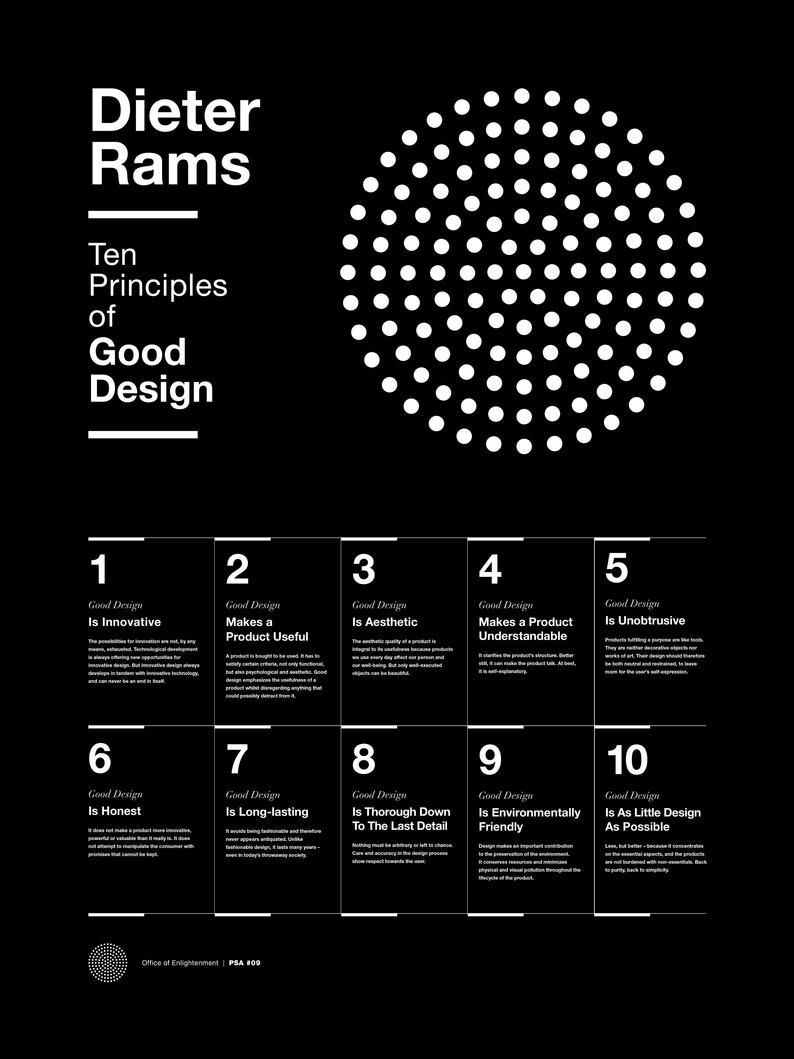 Dieter
Rams
Ten
Principles
of
Good
Design
1
Good Design
Is Innovative
The possibilities for innovation are not, by any
means, exhausted. Technological development
is always offering new opportunities for
innovative design. But innovative design always
develops in tandem with innovative technology,
and can never be an end in itself.
2
Good Design
Makes a
Product Useful
A product is bought to be used. It has to
satisfy certain criteria, not only functional,
but also psychological and aesthetic. Good
design emphasizes the usefulness of a
product whilst disregarding anything that
could possibly detract from it.
3
Good Design
Is Aesthetic
The aesthetic quality of a product is
integral to its usefulness because products
we use every day affect our person and
our well-being. But only well-executed
objects can be beautiful.
4
Good Design
Makes a Product
Understandable
It clarifies the product's structure. Better
still, it can make the product talk. At best,
it is self-explanatory.
5
Good Design
Is Unobtrusive
Products fulfilling a purpose are like tools.
They are neither decorative objects nor
works of art. Their design should therefore
be both neutral and restrained, to leave
room for the user's self-expression.
6
Good Design
Is Honest
It does not make a product more innovative,
powerful or valuable than it really is. It does
not attempt to manipulate the consumer with
promises that cannot be kept.
7
Good Design
Is Long-lasting
It avoids being fashionable and therefore
never appears antiquated. Unlike
fashionable design, it lasts many years –
even in today's throwaway society.
8
Good Design
Is Thorough Down
To The Last Detail
Nothing must be arbitrary or left to chance.
Care and accuracy in the design process
show respect towards the user.
9
Good Design
Is Environmentally
Friendly
Design makes an important contribution
to the preservation of the environment.
It conserves resources and minimizes
physical and visual pollution throughout the
lifecycle of the product.
10
Good Design
Is As Little Design
As Possible
Less, but better – because it concentrates
on the essential aspects, and the products
are not burdened with non-essentials. Back
to purity, back to simplicity.
Office of Enlightenment | PSA #09